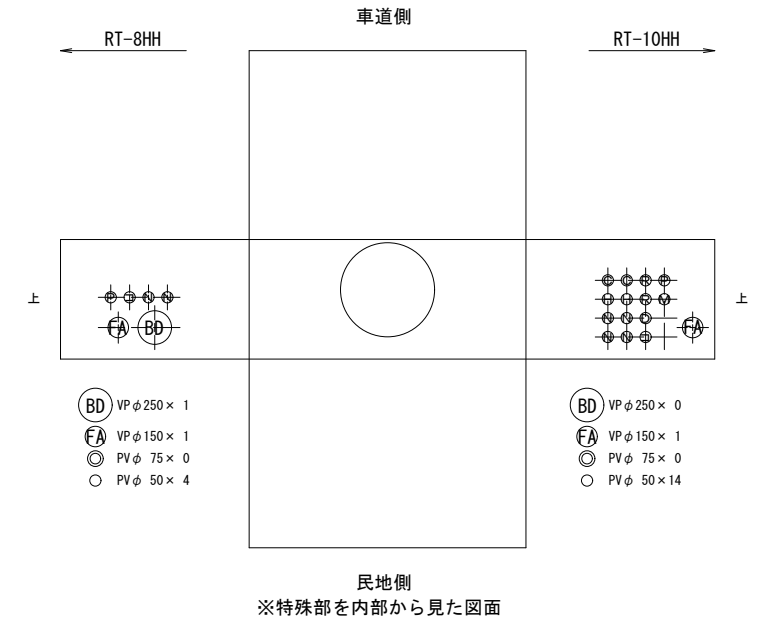 車道側
RT-8HH
RT-10HH
上
P コ N N
FA BD
C C R P
H H R M
N N D
N N コ
FA
上
BD VPφ250× 1
FA VPφ150× 1
PVφ 75× 0
PVφ 50× 4
BD VPφ250× 0
FA VPφ150× 1
PVφ 75× 0
PVφ 50×14
民地側
※特殊部を内部から見た図面